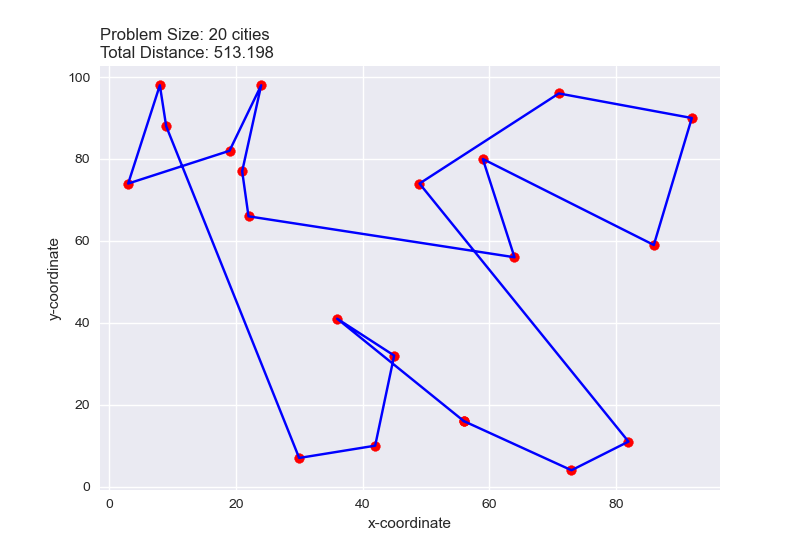 Problem Size: 20 cities
Total Distance: 513.198
100
80
60
40
20
0
y-coordinate
0 20 40 60 80
x-coordinate